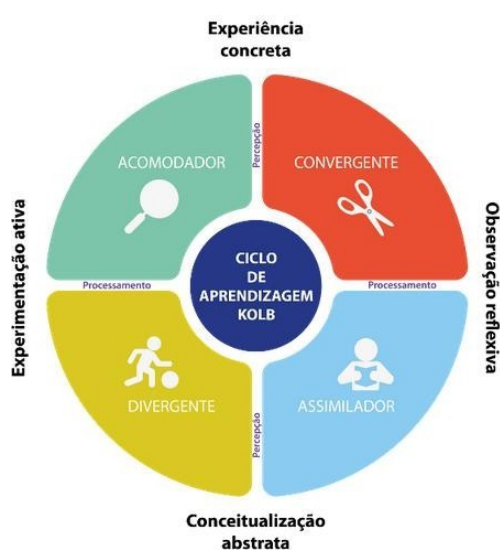 Experiência
concreta
ACOMODADOR
Percepção
CONVERGENTE
Experimentação ativa
Observação reflexiva
CICLO
DE
APRENDIZAGEM
KOLB
Processamento
Processamento
DIVERGENTE
Percepção
ASSIMILADOR
Conceitualização
abstrata